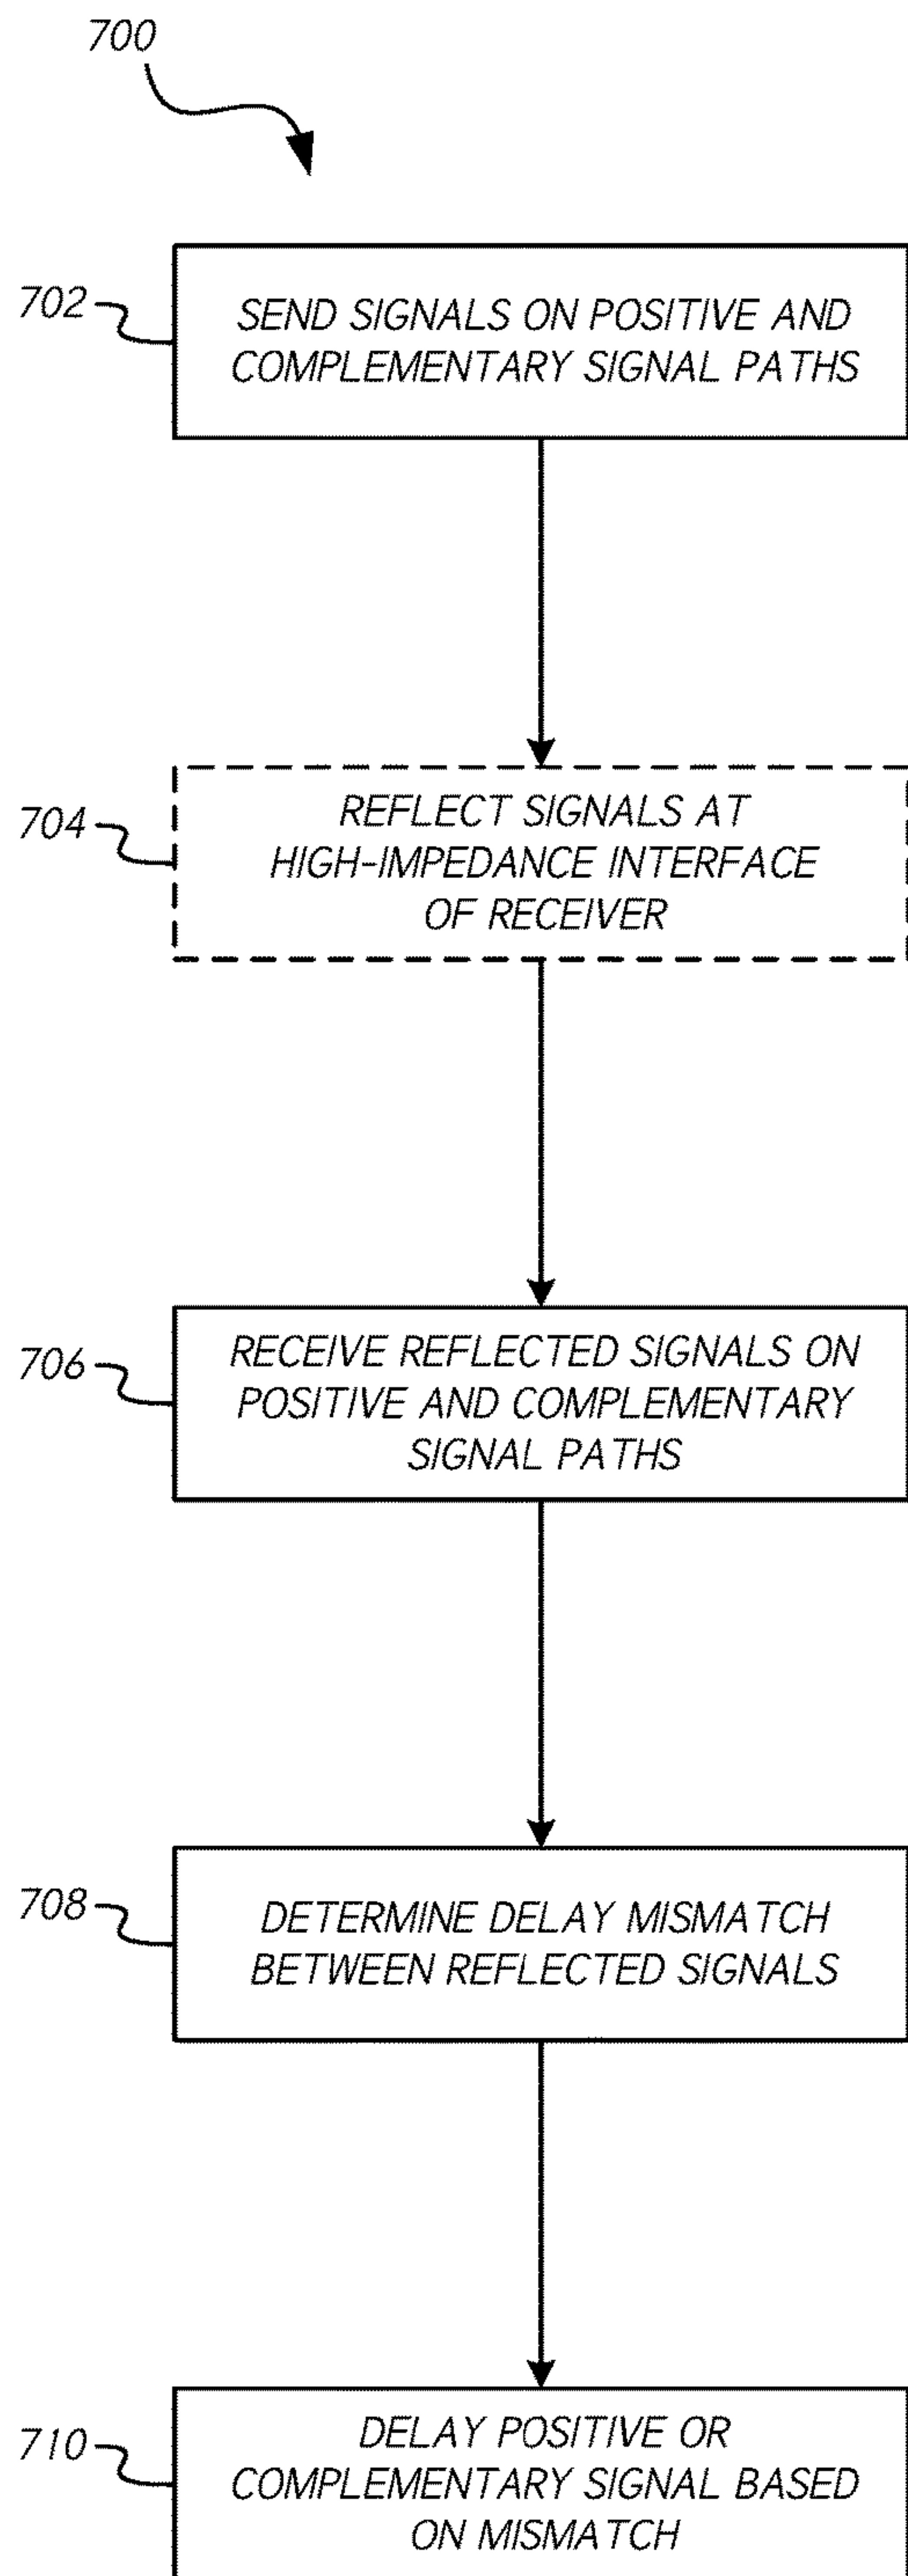 700
702
SEND SIGNALS ON POSITIVE AND
COMPLEMENTARY SIGNAL PATHS
704
REFLECT SIGNALS AT
HIGH-IMPEDANCE INTERFACE
OF RECEIVER
706
RECEIVE REFLECTED SIGNALS ON
POSITIVE AND COMPLEMENTARY
SIGNAL PATHS
708
DETERMINE DELAY MISMATCH
BETWEEN REFLECTED SIGNALS
710
DELAY POSITIVE OR
COMPLEMENTARY SIGNAL BASED
ON MISMATCH